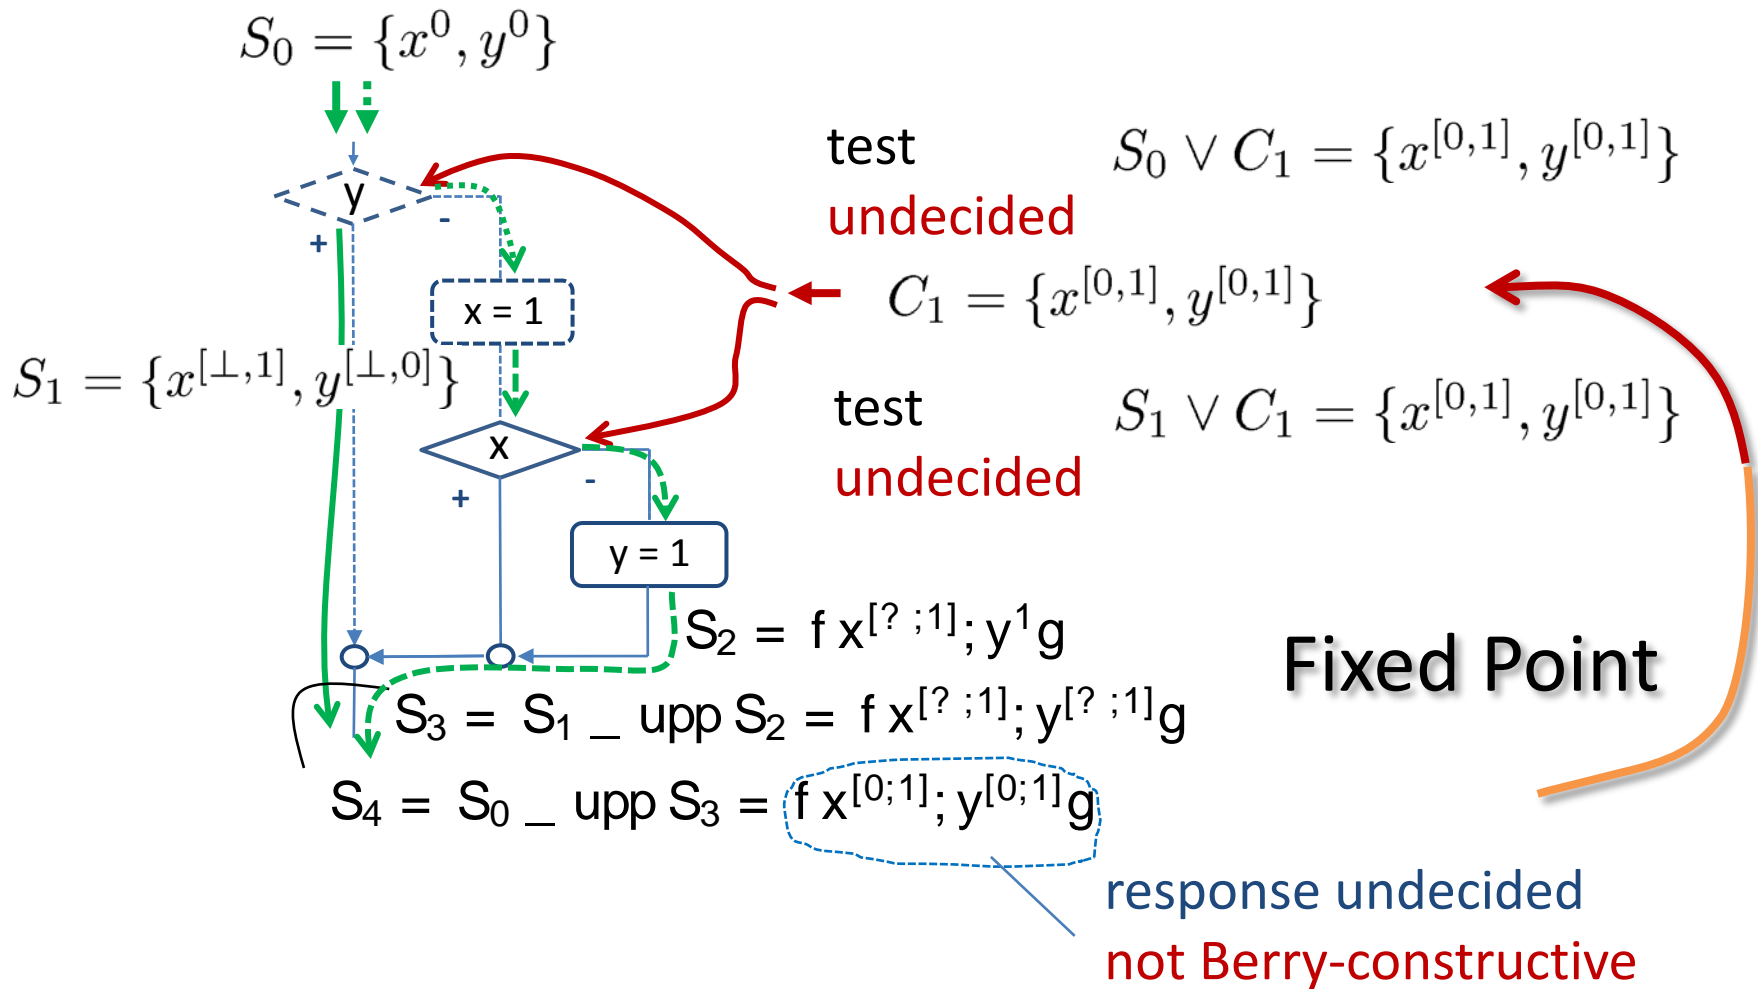 S₀ = {x⁰, y⁰}
test
undecided
S₀ ∨ C₁ = {x^[0,1], y^[0,1]}
y
-
+
x = 1
C₁ = {x^[0,1], y^[0,1]}
S₁ = {x^[⊥,1], y^[⊥,0]}
test
undecided
S₁ ∨ C₁ = {x^[0,1], y^[0,1]}
x
-
+
y = 1
S₂ = f x^[? ;1]; y¹g
Fixed Point
S₃ = S₁ _ upp S₂ = f x^[? ;1]; y^[? ;1]g
S₄ = S₀ _ upp S₃ = f x^[0;1]; y^[0;1]g
response undecided
not Berry-constructive